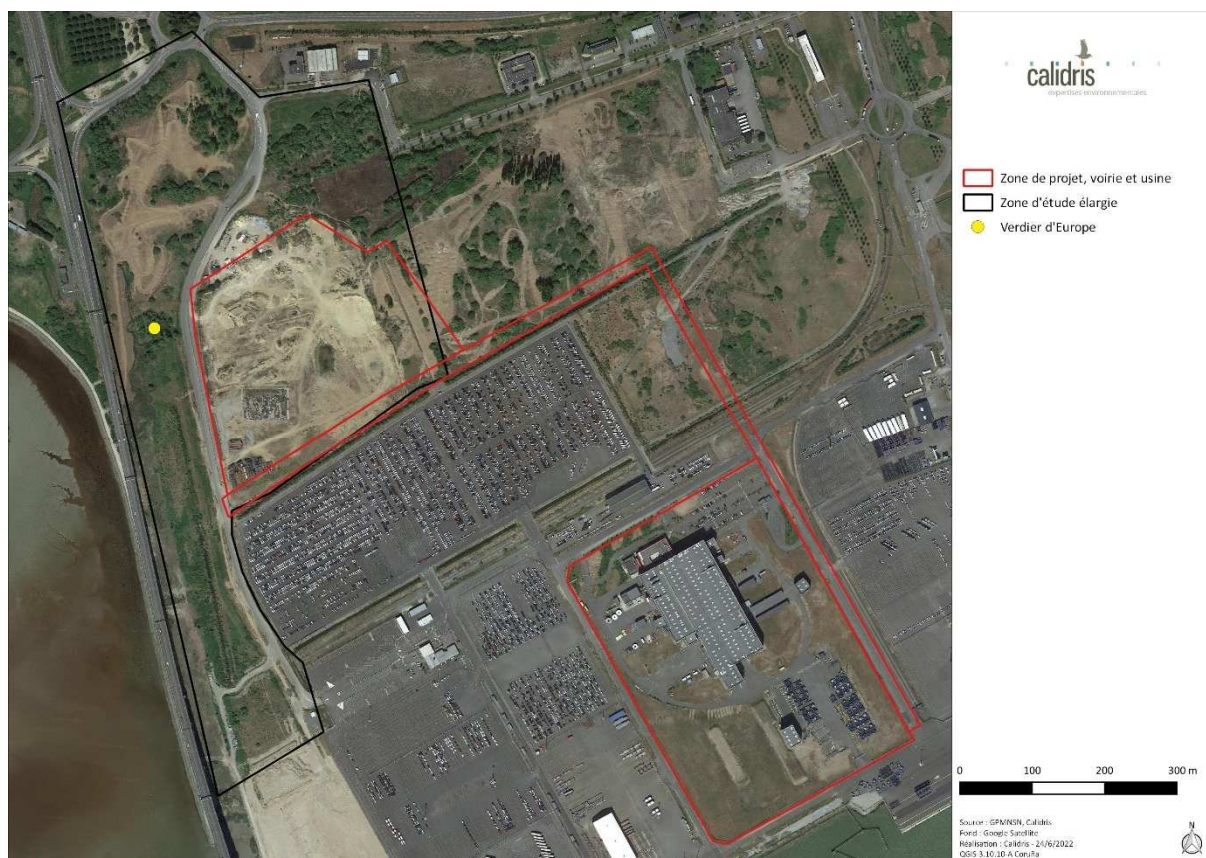 calidris
expertises environnementales
Zone de projet, voirie et usine
Zone d'étude élargie
Verdier d'Europe
0 100 200 300 m
Source : GPMNSN, Calidris
Fond : Google Satellite
Réalisation : Calidris - 24/6/2022
QGIS 3.10.10-A Coruña
N